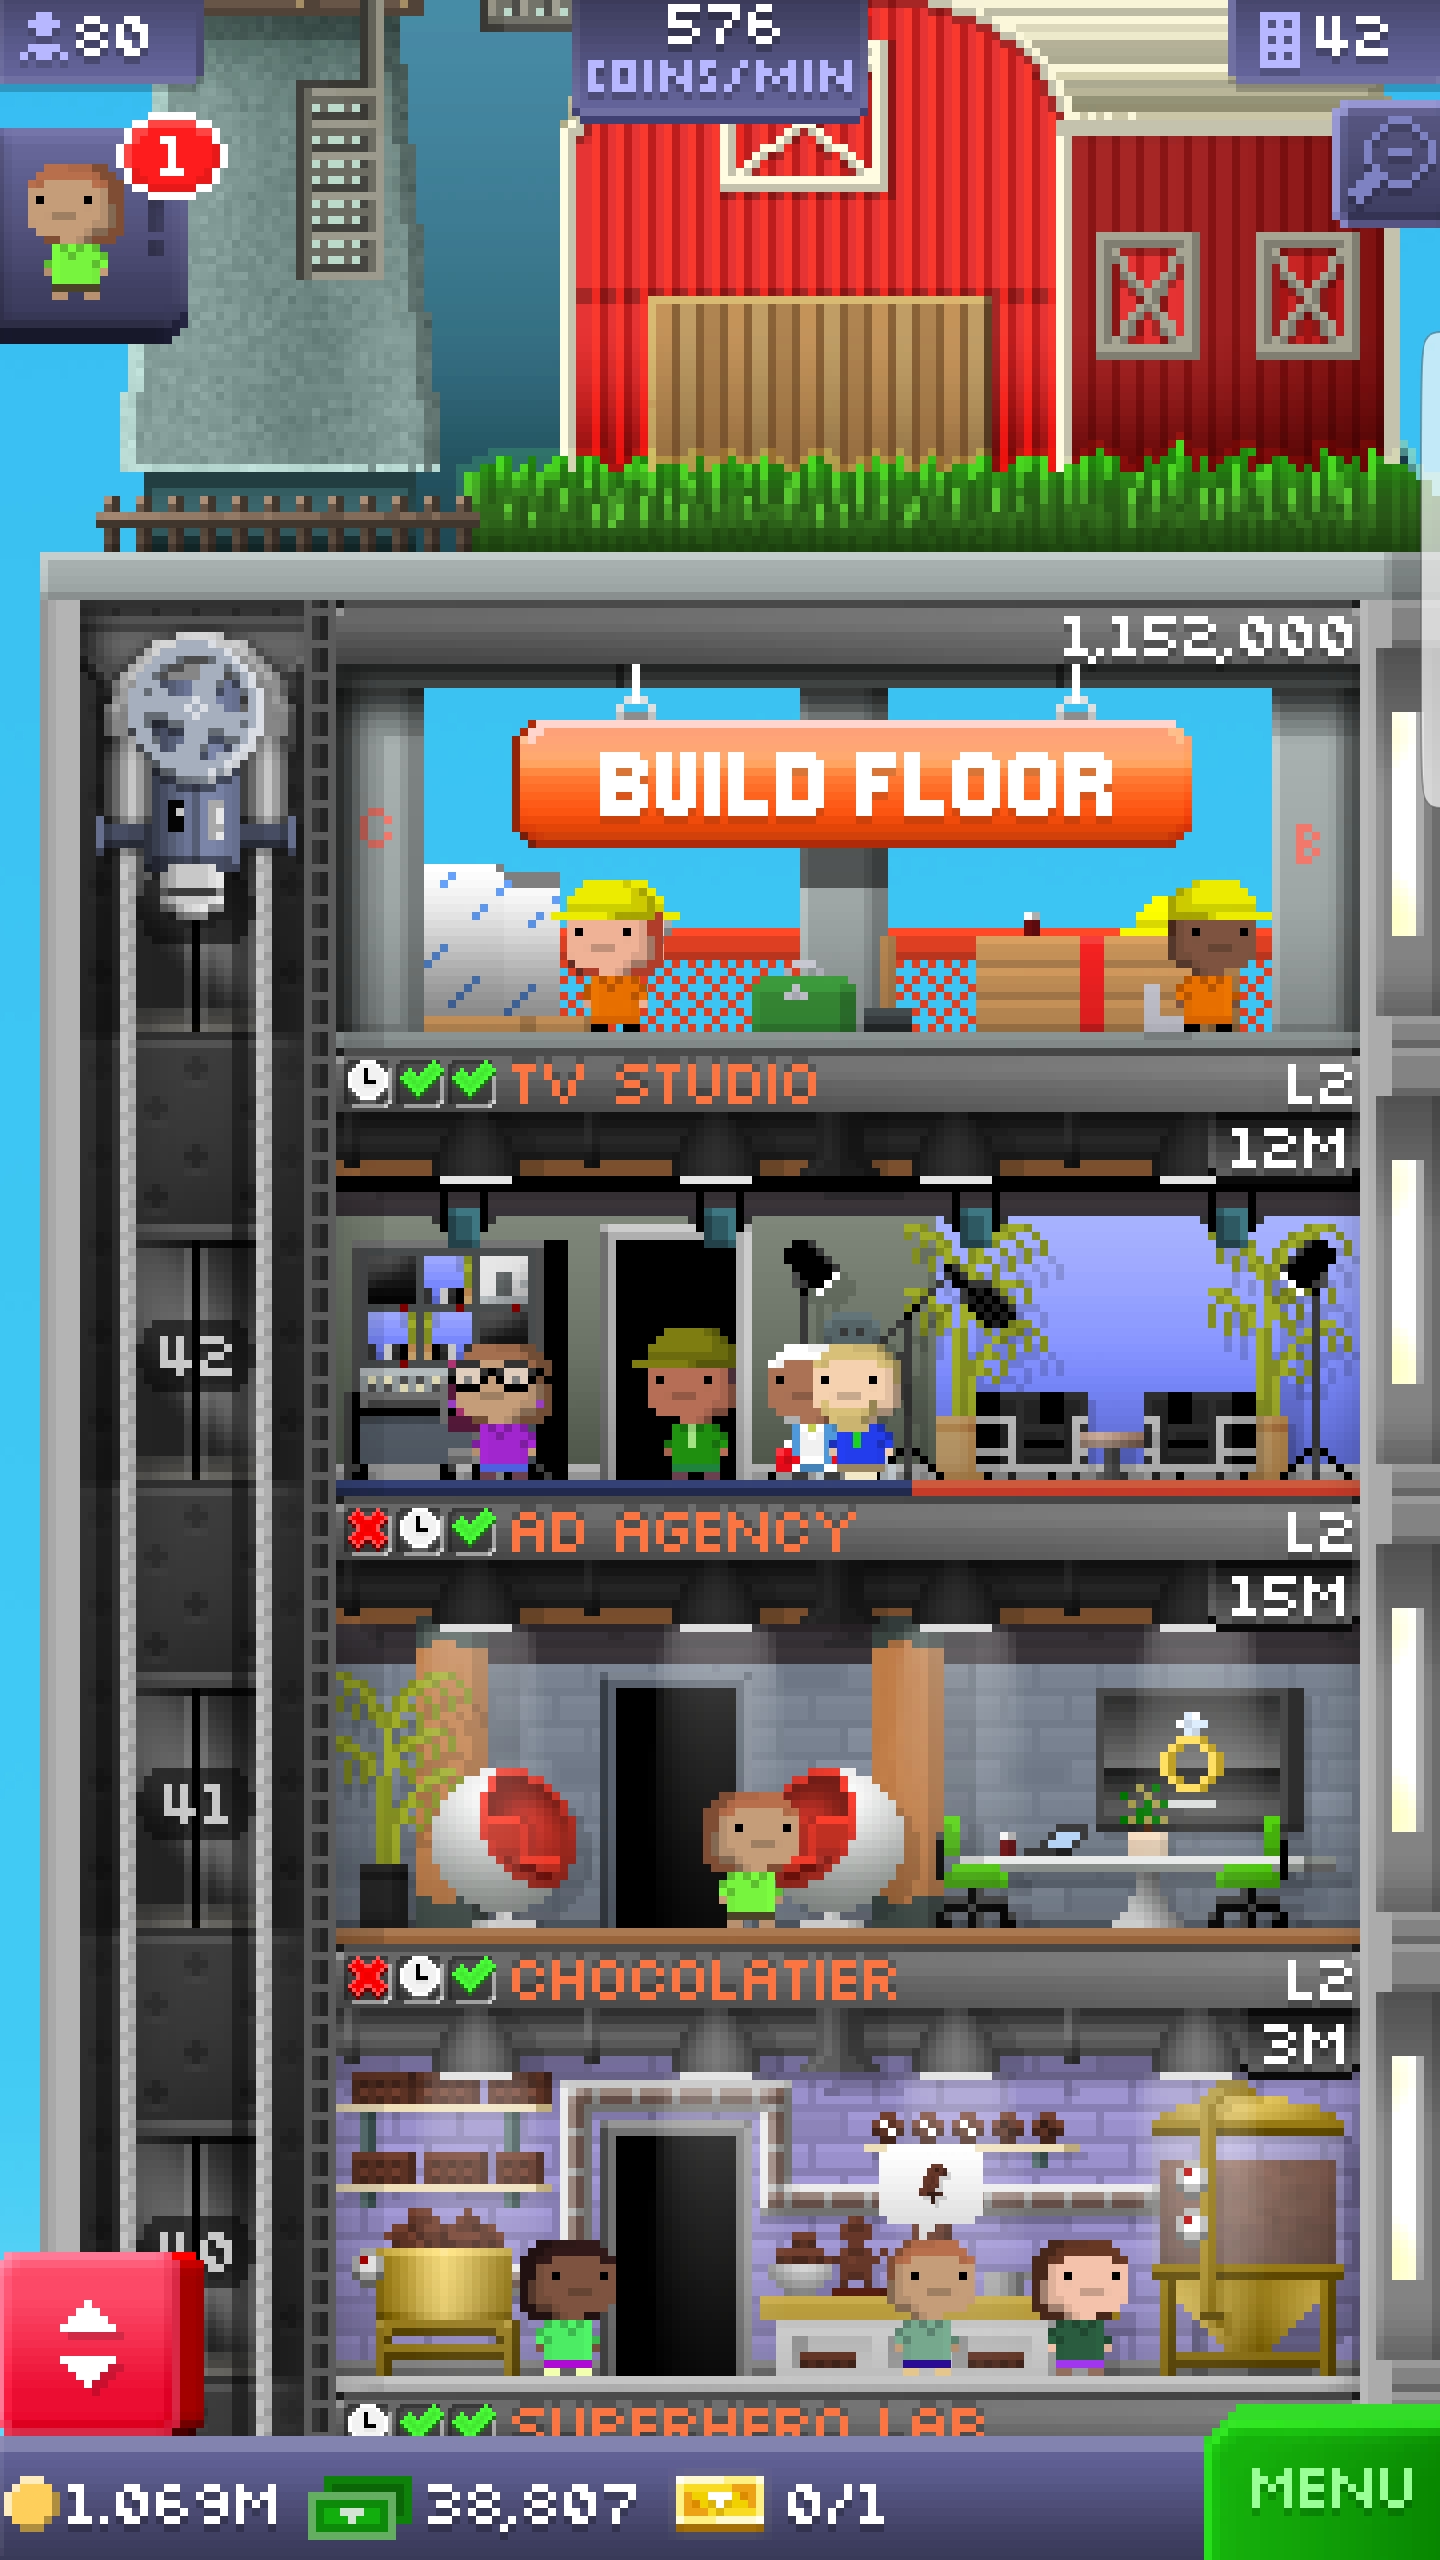 80
576
COINS/MIN
42
1
1,152,000
C
BUILD FLOOR
B
TV STUDIO
L2
12M
42
AD AGENCY
L2
15M
41
CHOCOLATIER
L2
3M
40
SUPERHERO LAB
1.069M
38,807
0/1
MENU